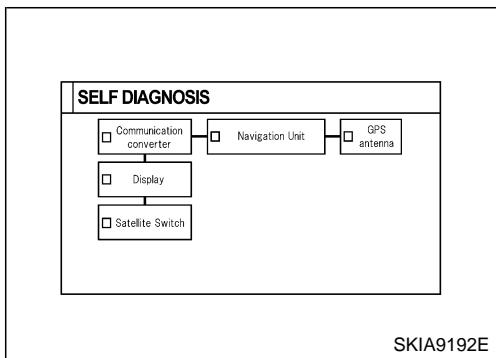 SELF DIAGNOSIS
Communication
converter
Navigation Unit
GPS
antenna
Display
Satellite Switch
SKIA9192E